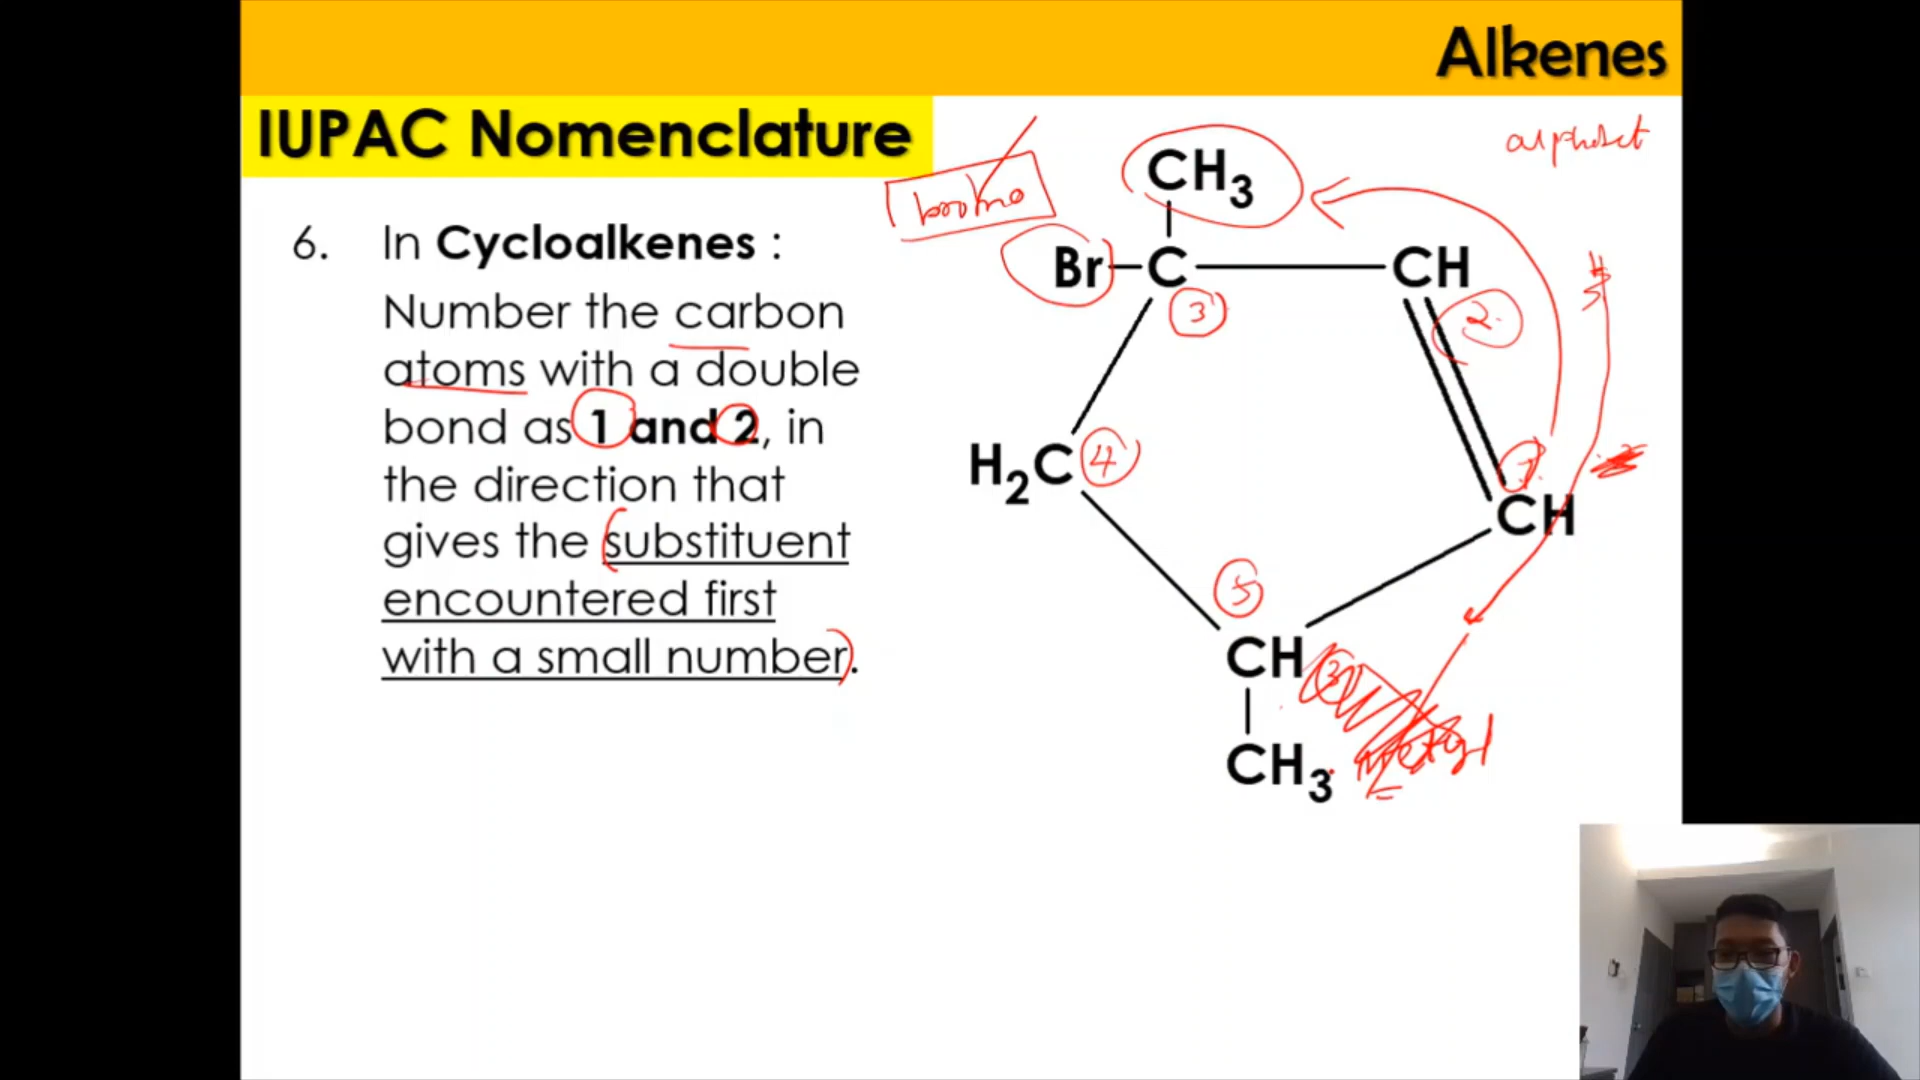 Alkenes
IUPAC Nomenclature
alphabet
bromo
6. In Cycloalkenes :
Number the carbon
atoms with a double
bond as 1 and 2, in
the direction that
gives the substituent
encountered first
with a small number.
CH3
Br C CH
3 2
H2C 4 1
CH
5
CH 3
CH3 metyl